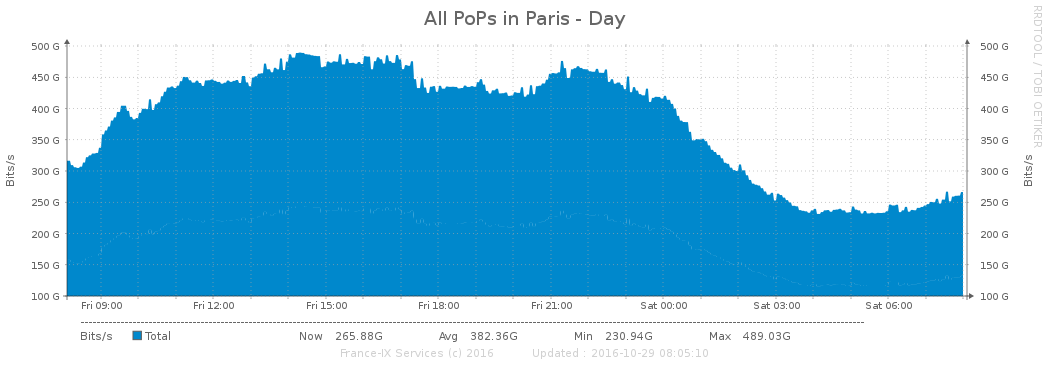 All PoPs in Paris - Day
RRDTOOL / TOBI OETIKER
500 G 500 G
450 G 450 G
400 G 400 G
350 G 350 G
300 G 300 G
250 G 250 G
200 G 200 G
150 G 150 G
100 G 100 G
Bits/s
Bits/s
Fri 09:00 Fri 12:00 Fri 15:00 Fri 18:00 Fri 21:00 Sat 00:00 Sat 03:00 Sat 06:00
Bits/s Total Now 265.88G Avg 382.36G Min 230.94G Max 489.03G
France-IX Services (c) 2016 Updated : 2016-10-29 08:05:10